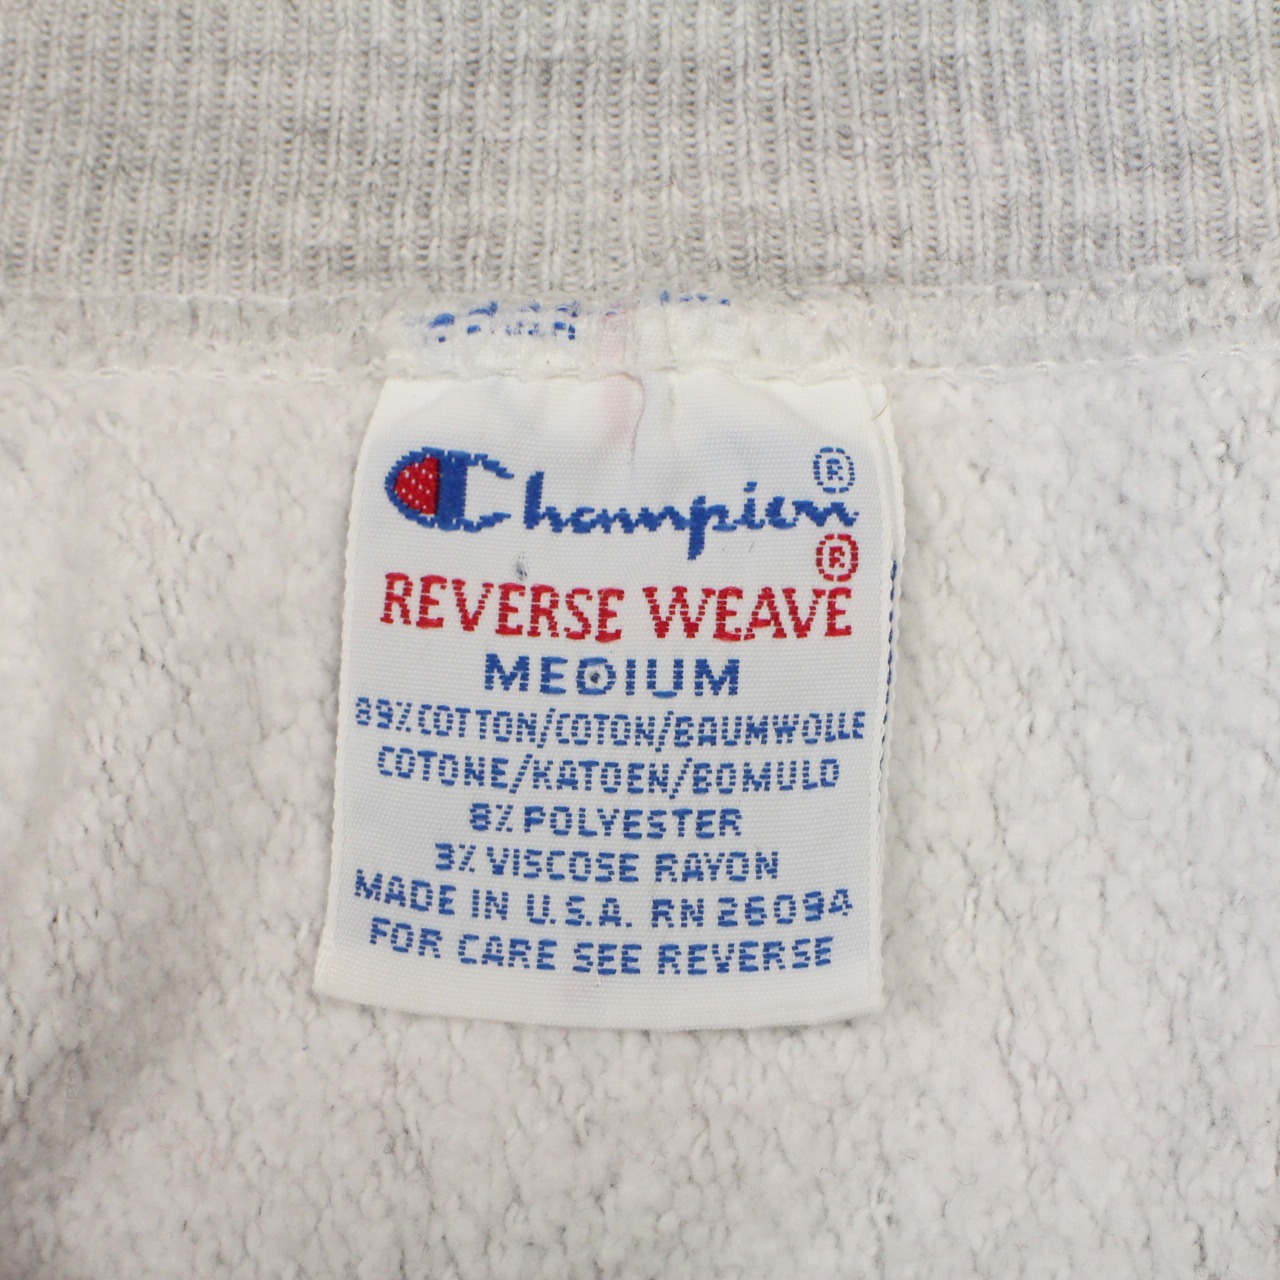 Champion®
REVERSE WEAVE®
MEDIUM
89% COTTON/COTON/BAUMWOLLE
COTONE/KATOEN/BOMULD
8% POLYESTER
3% VISCOSE RAYON
MADE IN U.S.A. RN 26094
FOR CARE SEE REVERSE